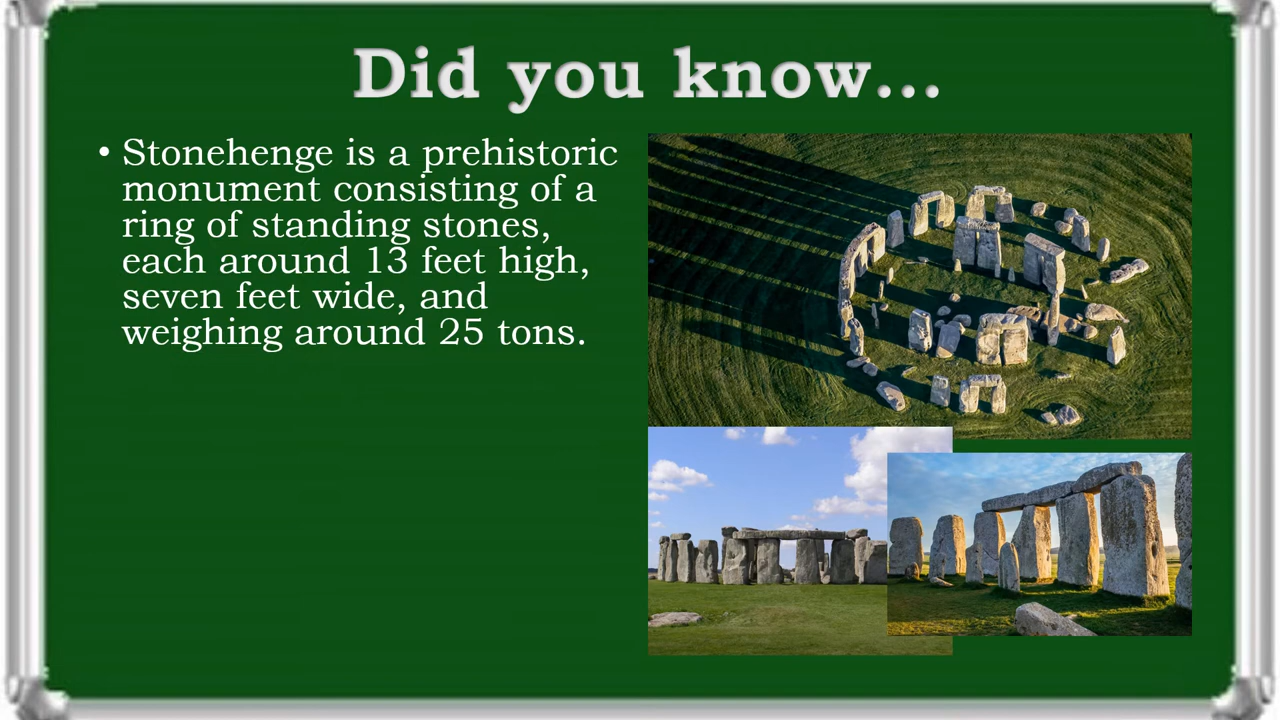 Did you know...
• Stonehenge is a prehistoric
monument consisting of a
ring of standing stones,
each around 13 feet high,
seven feet wide, and
weighing around 25 tons.